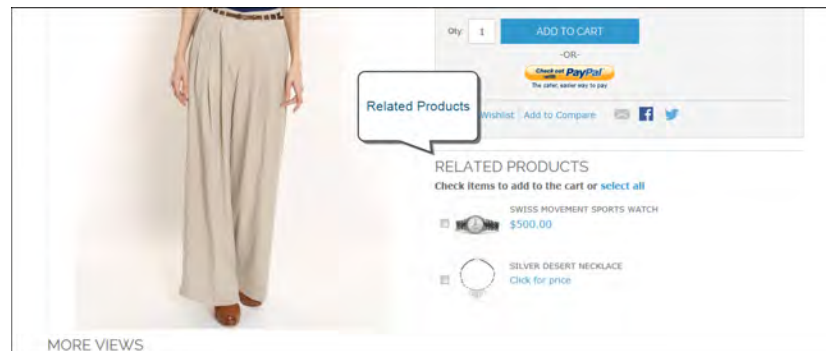 Qty: 1 ADD TO CART
-OR-
Check out with PayPal
The safer, easier way to pay
Related Products
Wishlist Add to Compare
RELATED PRODUCTS
Check items to add to the cart or select all
SWISS MOVEMENT SPORTS WATCH
$500.00
SILVER DESERT NECKLACE
Click for price
MORE VIEWS